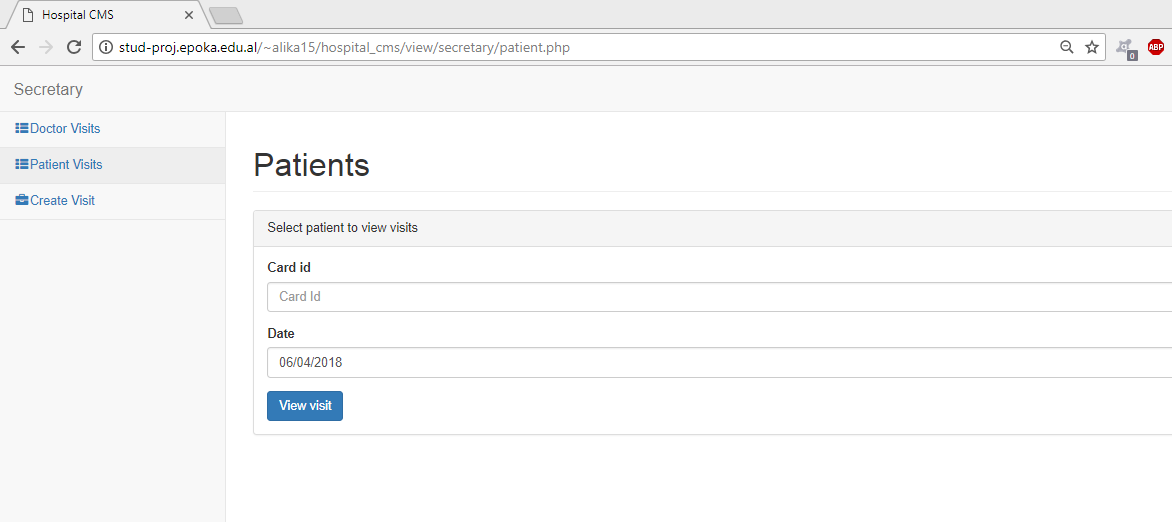 Hospital CMS
stud-proj.epoka.edu.al/~alika15/hospital_cms/view/secretary/patient.php
0
ABP
Secretary
Doctor Visits
Patient Visits
Create Visit
Patients
Select patient to view visits
Card id
Card Id
Date
06/04/2018
View visit